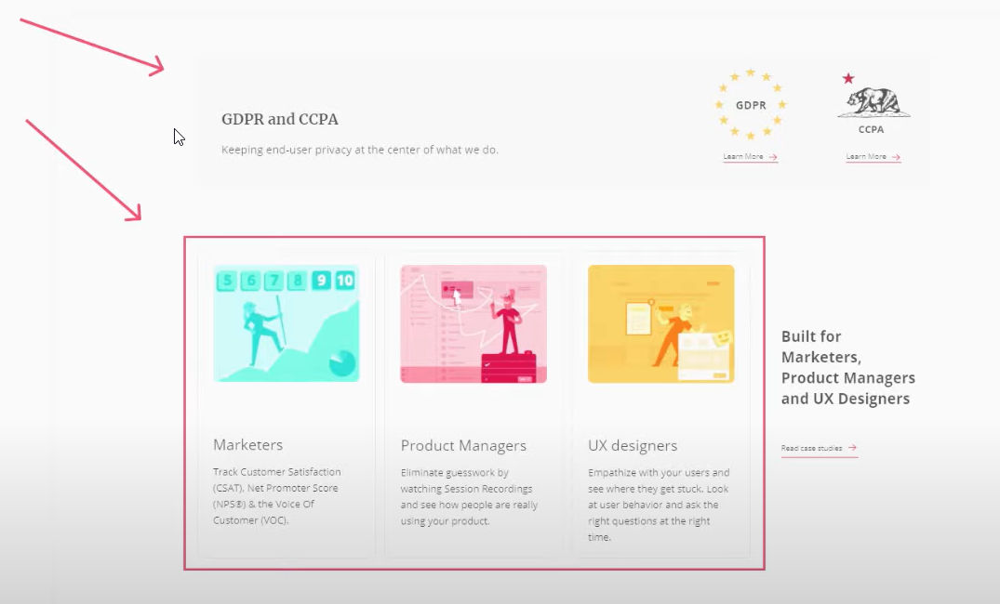 GDPR and CCPA
Keeping end-user privacy at the center of what we do.
GDPR
Learn More
CCPA
Learn More
5 6 7 8 9 10
Marketers
Track Customer Satisfaction
(CSAT), Net Promoter Score
(NPS®) & the Voice Of
Customer (VOC).
Product Managers
Eliminate guesswork by
watching Session Recordings
and see how people are really
using your product.
UX designers
Empathize with your users and
see where they get stuck. Look
at user behavior and ask the
right questions at the right
time.
Built for
Marketers,
Product Managers
and UX Designers
Read case studies